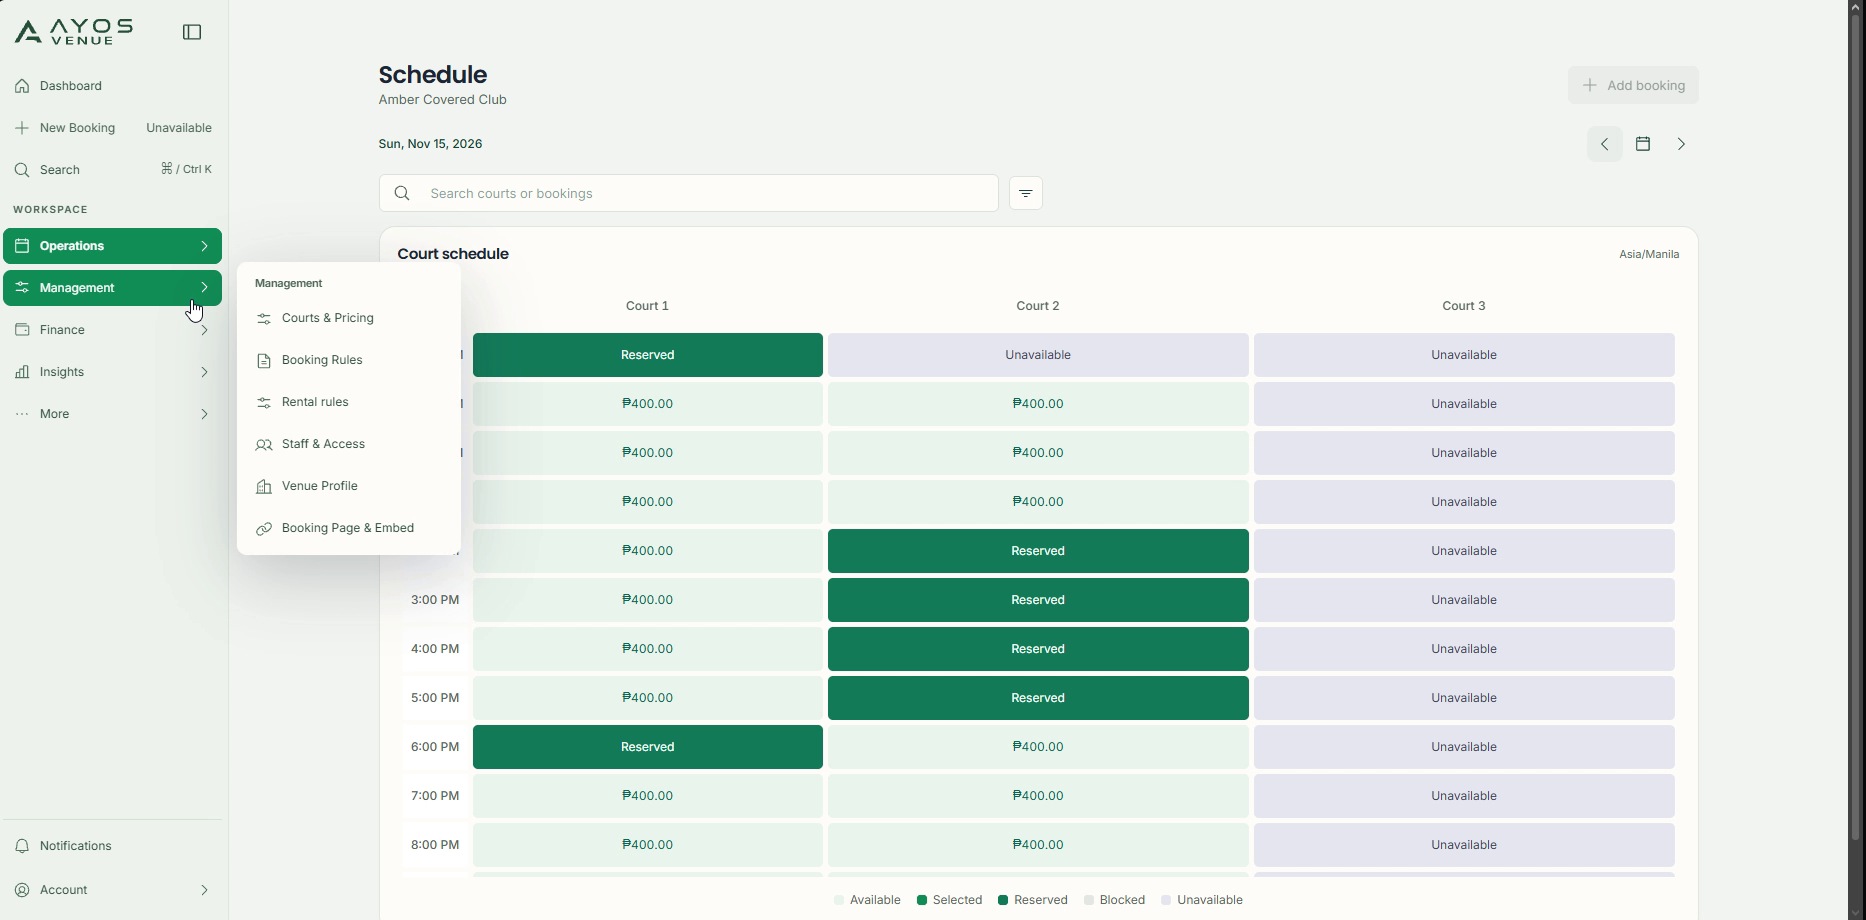 AYOS
VENUE
Dashboard
New Booking Unavailable
Search ⌘ / Ctrl K
WORKSPACE
Operations
Management
Finance
Insights
More
Notifications
Account
Management
Courts & Pricing
Booking Rules
Rental rules
Staff & Access
Venue Profile
Booking Page & Embed
Schedule
Amber Covered Club
Add booking
Sun, Nov 15, 2026
Search courts or bookings
Court schedule Asia/Manila
Court 1 Court 2 Court 3
Reserved Unavailable Unavailable
₱400.00 ₱400.00 Unavailable
₱400.00 ₱400.00 Unavailable
₱400.00 ₱400.00 Unavailable
₱400.00 Reserved Unavailable
3:00 PM ₱400.00 Reserved Unavailable
4:00 PM ₱400.00 Reserved Unavailable
5:00 PM ₱400.00 Reserved Unavailable
6:00 PM Reserved ₱400.00 Unavailable
7:00 PM ₱400.00 ₱400.00 Unavailable
8:00 PM ₱400.00 ₱400.00 Unavailable
Available Selected Reserved Blocked Unavailable